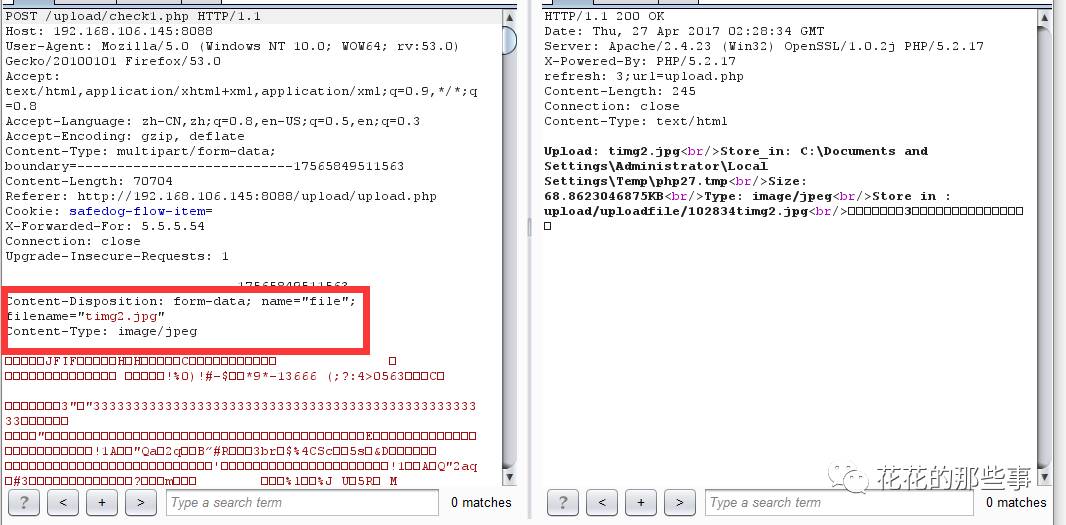 POST /upload/check1.php HTTP/1.1
Host: 192.168.106.145:8088
User-Agent: Mozilla/5.0 (Windows NT 10.0; WOW64; rv:53.0)
Gecko/20100101 Firefox/53.0
Accept:
text/html,application/xhtml+xml,application/xml;q=0.9,*/*;q
=0.8
Accept-Language: zh-CN,zh;q=0.8,en-US;q=0.5,en;q=0.3
Accept-Encoding: gzip, deflate
Content-Type: multipart/form-data;
boundary=---------------------------17565849511563
Content-Length: 70704
Referer: http://192.168.106.145:8088/upload/upload.php
Cookie: safedog-flow-item=
X-Forwarded-For: 5.5.5.54
Connection: close
Upgrade-Insecure-Requests: 1
-----------------------------17565849511563
Content-Disposition: form-data; name="file";
filename="timg2.jpg"
Content-Type: image/jpeg
JFIF
? < + > Type a search term 0 matches
HTTP/1.1 200 OK
Date: Thu, 27 Apr 2017 02:28:34 GMT
Server: Apache/2.4.23 (Win32) OpenSSL/1.0.2j PHP/5.2.17
X-Powered-By: PHP/5.2.17
refresh: 3;url=upload.php
Content-Length: 245
Connection: close
Content-Type: text/html
Upload: timg2.jpg<br/>Store_in: C:\Documents and
Settings\Administrator\Local
Settings\Temp\php27.tmp<br/>Size:
68.8623046875KB<br/>Type: image/jpeg<br/>Store in :
upload/uploadfile/102834timg2.jpg<br/>□□□□□□□3□□□□□□□□□□□□□□
□
? < + > Type a search term 0 matches
花花的那些事